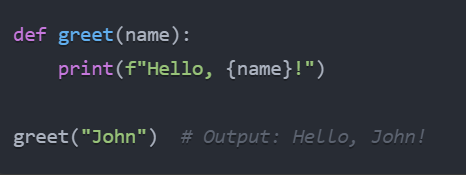 def greet(name):
    print(f"Hello, {name}!")

greet("John")  # Output: Hello, John!